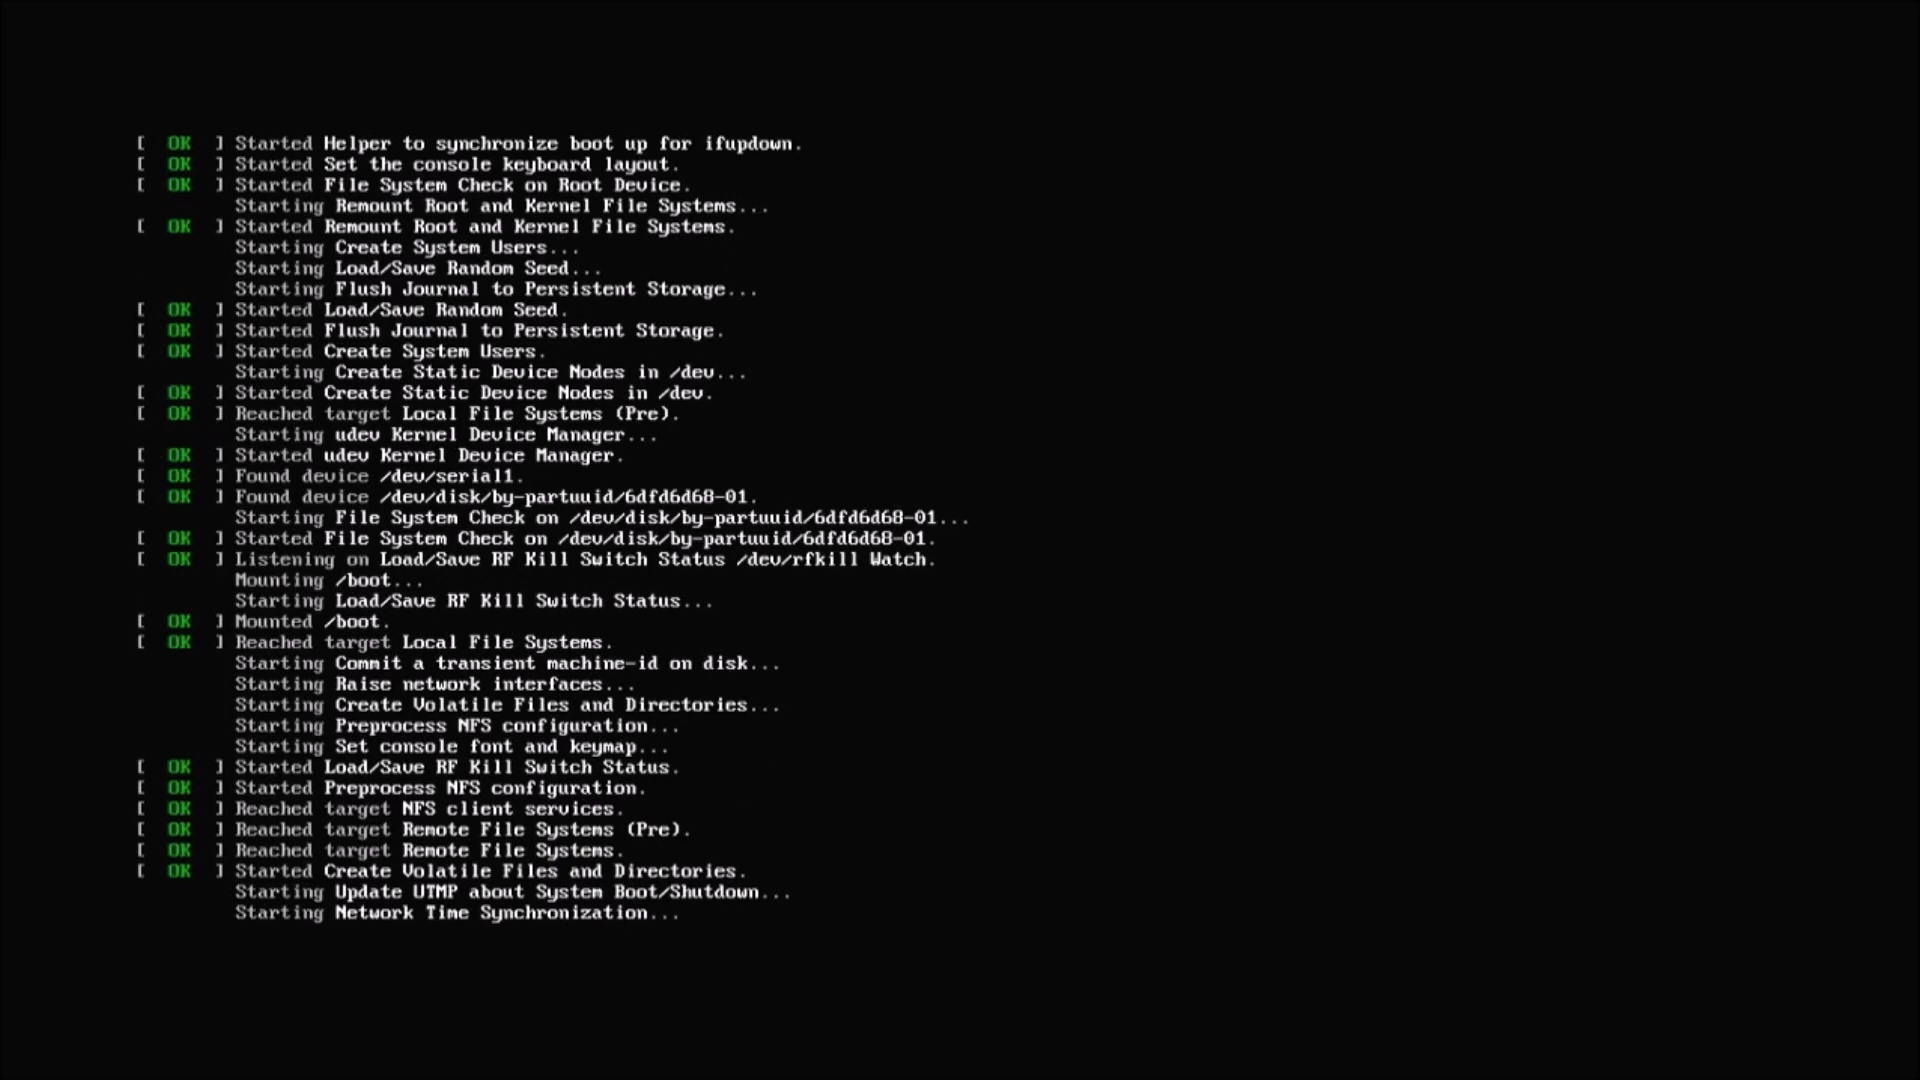 [  OK  ] Started Helper to synchronize boot up for ifupdown.
[  OK  ] Started Set the console keyboard layout.
[  OK  ] Started File System Check on Root Device.
         Starting Remount Root and Kernel File Systems...
[  OK  ] Started Remount Root and Kernel File Systems.
         Starting Create System Users...
         Starting Load/Save Random Seed...
         Starting Flush Journal to Persistent Storage...
[  OK  ] Started Load/Save Random Seed.
[  OK  ] Started Flush Journal to Persistent Storage.
[  OK  ] Started Create System Users.
         Starting Create Static Device Nodes in /dev...
[  OK  ] Started Create Static Device Nodes in /dev.
[  OK  ] Reached target Local File Systems (Pre).
         Starting udev Kernel Device Manager...
[  OK  ] Started udev Kernel Device Manager.
[  OK  ] Found device /dev/serial1.
[  OK  ] Found device /dev/disk/by-partuuid/6dfd6d68-01.
         Starting File System Check on /dev/disk/by-partuuid/6dfd6d68-01...
[  OK  ] Started File System Check on /dev/disk/by-partuuid/6dfd6d68-01.
[  OK  ] Listening on Load/Save RF Kill Switch Status /dev/rfkill Watch.
         Mounting /boot...
         Starting Load/Save RF Kill Switch Status...
[  OK  ] Mounted /boot.
[  OK  ] Reached target Local File Systems.
         Starting Commit a transient machine-id on disk...
         Starting Raise network interfaces...
         Starting Create Volatile Files and Directories...
         Starting Preprocess NFS configuration...
         Starting Set console font and keymap...
[  OK  ] Started Load/Save RF Kill Switch Status.
[  OK  ] Started Preprocess NFS configuration.
[  OK  ] Reached target NFS client services.
[  OK  ] Reached target Remote File Systems (Pre).
[  OK  ] Reached target Remote File Systems.
[  OK  ] Started Create Volatile Files and Directories.
         Starting Update UTMP about System Boot/Shutdown...
         Starting Network Time Synchronization...